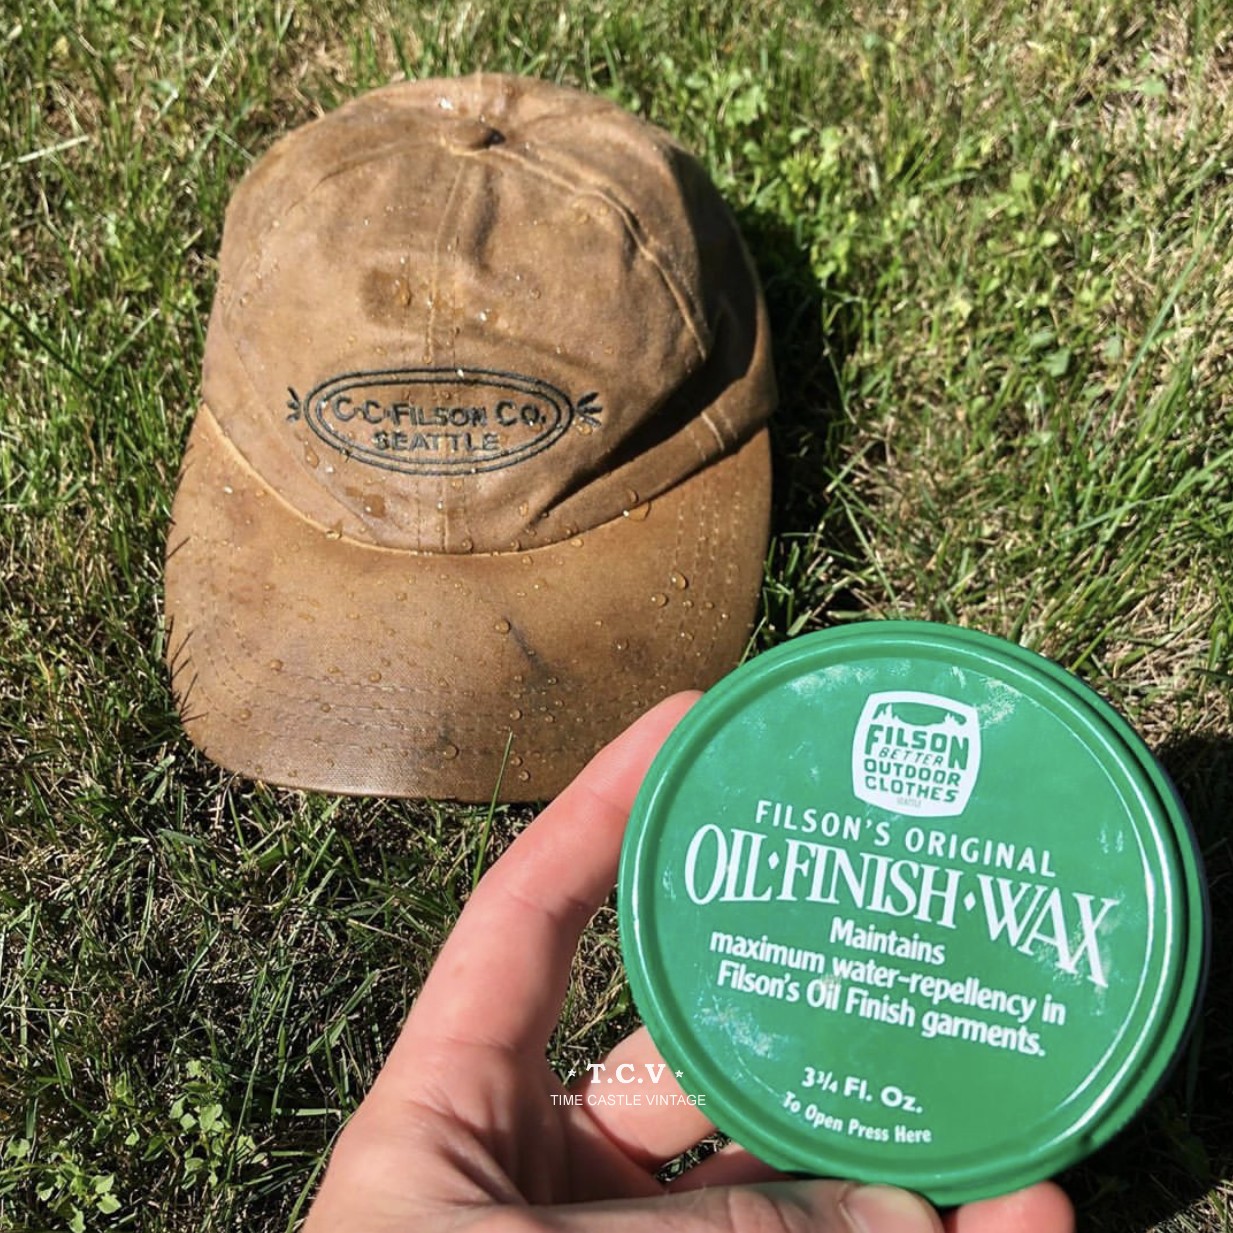 C·C·FILSON CO.
SEATTLE
FILSON
BETTER
OUTDOOR
CLOTHES
SEATTLE
FILSON'S ORIGINAL
OIL·FINISH·WAX
Maintains
maximum water-repellency in
Filson's Oil Finish garments.
3¾ Fl. Oz.
To Open Press Here
T.C.V
TIME CASTLE VINTAGE